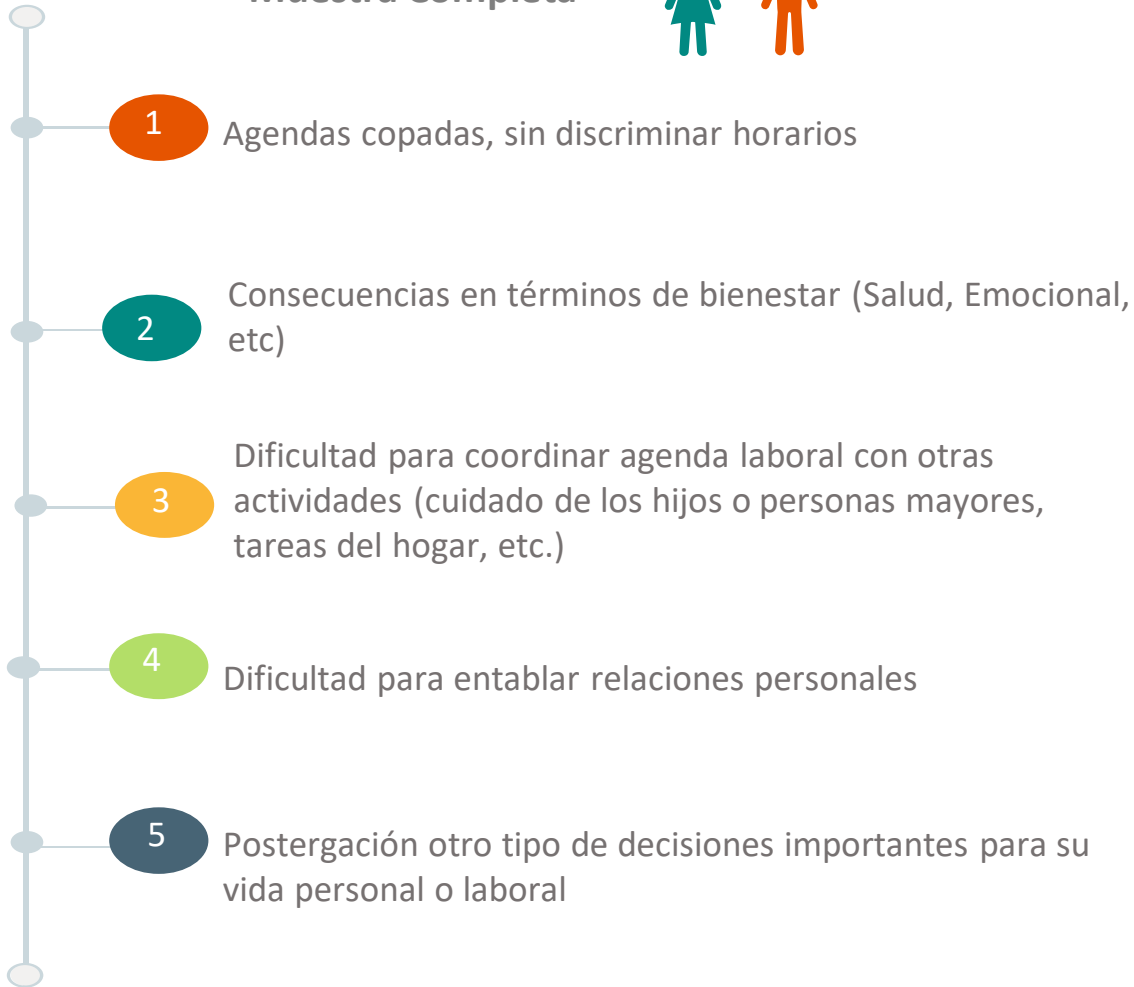 Muestra Completa
1
Agendas copadas, sin discriminar horarios
2
Consecuencias en términos de bienestar (Salud, Emocional,
etc)
3
Dificultad para coordinar agenda laboral con otras
actividades (cuidado de los hijos o personas mayores,
tareas del hogar, etc.)
4
Dificultad para entablar relaciones personales
5
Postergación otro tipo de decisiones importantes para su
vida personal o laboral